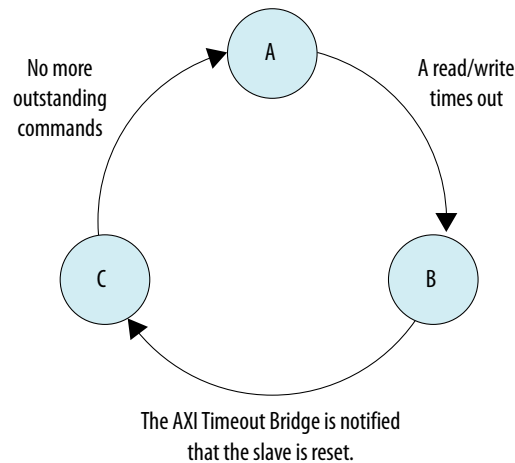 A
No more
outstanding
commands
A read/write
times out
C
B
The AXI Timeout Bridge is notified
that the slave is reset.